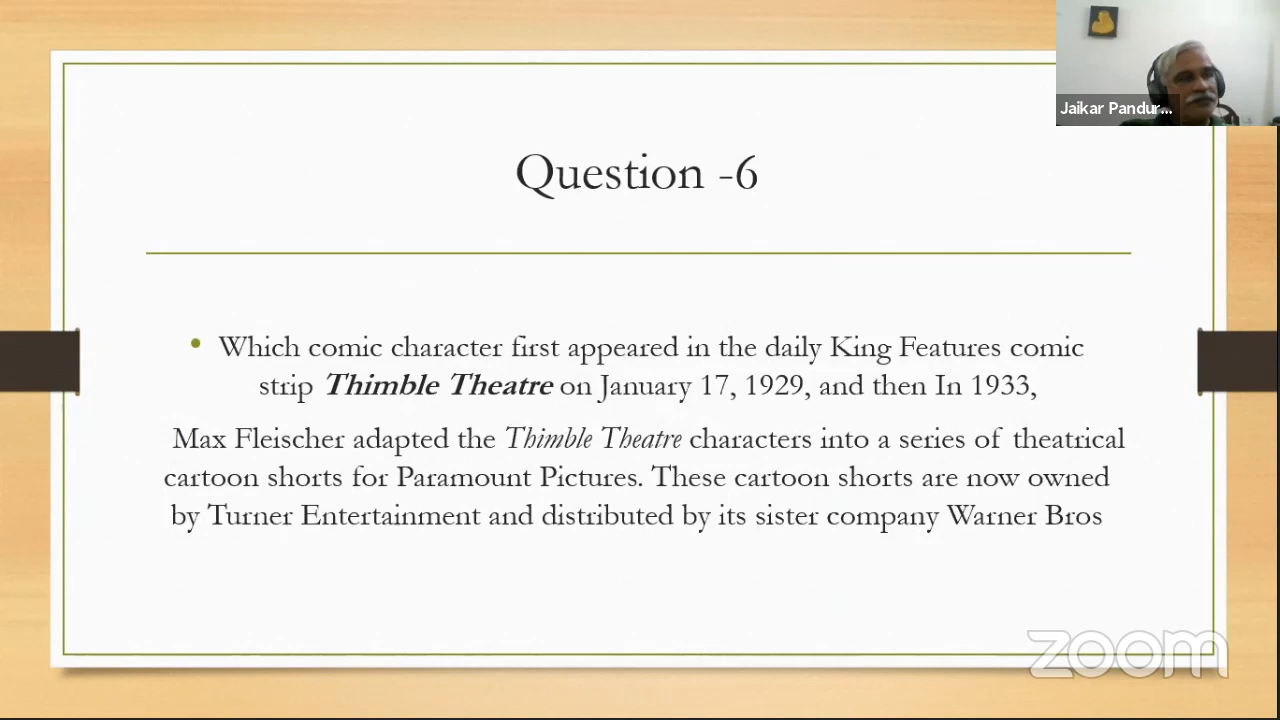 Jaikar Pandur...
Question -6
• Which comic character first appeared in the daily King Features comic
strip Thimble Theatre on January 17, 1929, and then In 1933,
Max Fleischer adapted the Thimble Theatre characters into a series of theatrical
cartoon shorts for Paramount Pictures. These cartoon shorts are now owned
by Turner Entertainment and distributed by its sister company Warner Bros
zoom